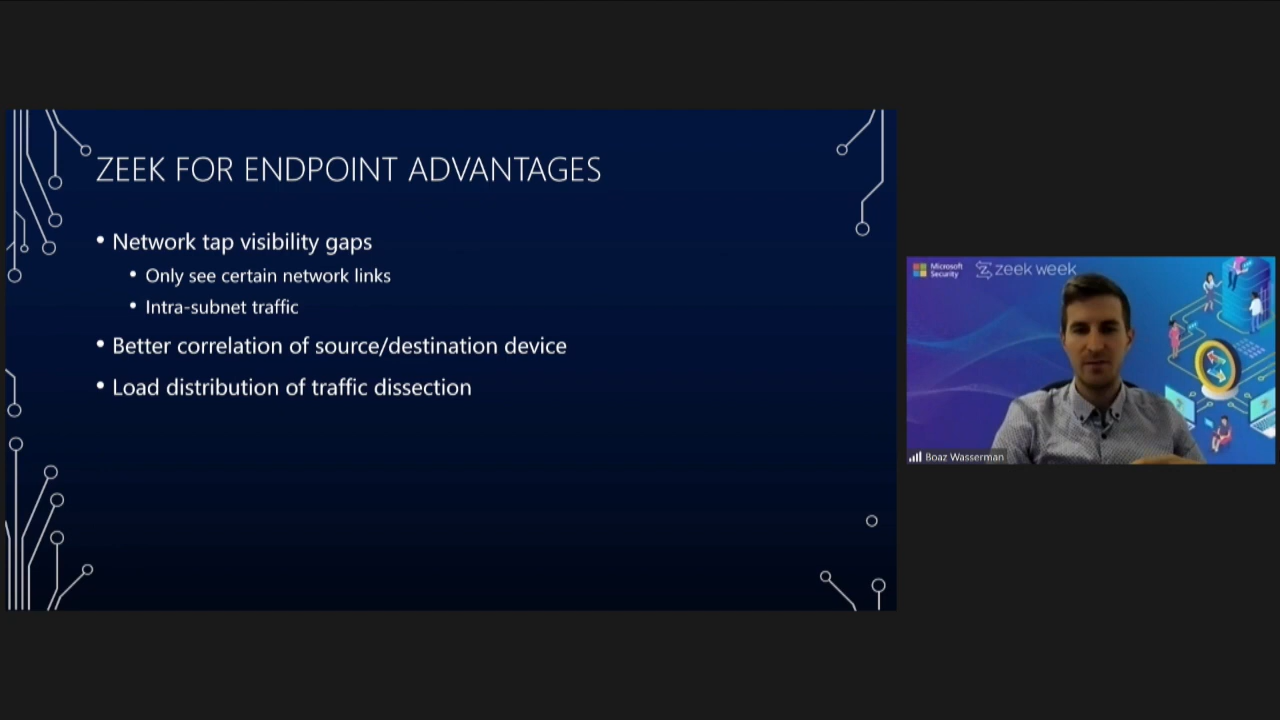 ZEEK FOR ENDPOINT ADVANTAGES
• Network tap visibility gaps
• Only see certain network links
• Intra-subnet traffic
• Better correlation of source/destination device
• Load distribution of traffic dissection
Microsoft
Security
zeek week
Boaz Wasserman